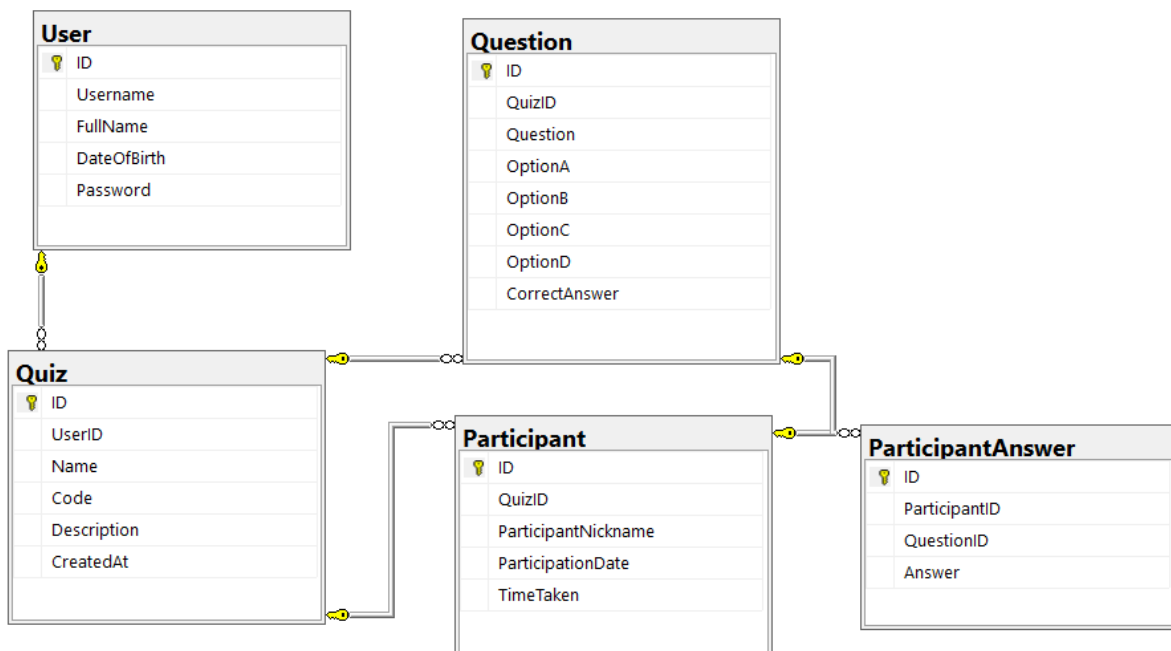 User
ID
Username
FullName
DateOfBirth
Password
Question
ID
QuizID
Question
OptionA
OptionB
OptionC
OptionD
CorrectAnswer
Quiz
ID
UserID
Name
Code
Description
CreatedAt
Participant
ID
QuizID
ParticipantNickname
ParticipationDate
TimeTaken
ParticipantAnswer
ID
ParticipantID
QuestionID
Answer